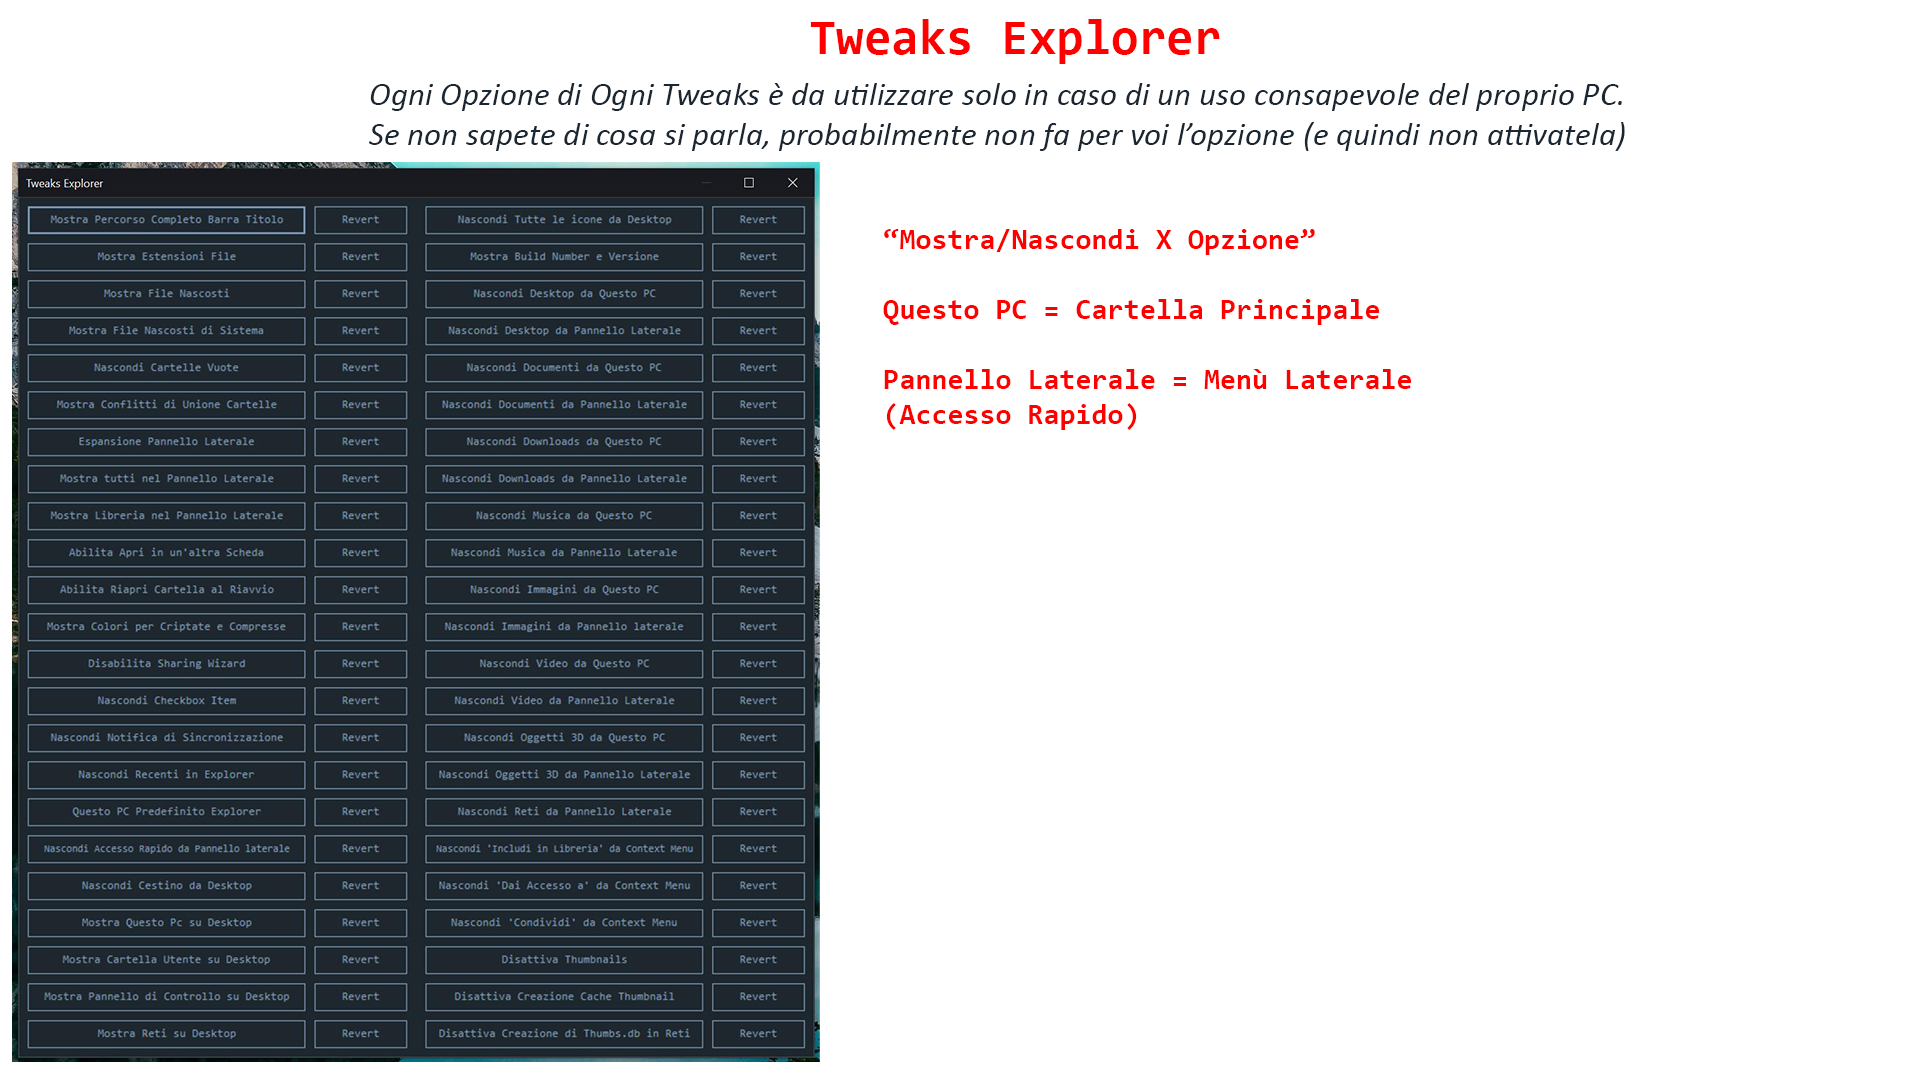 Tweaks Explorer
Ogni Opzione di Ogni Tweaks è da utilizzare solo in caso di un uso consapevole del proprio PC.
Se non sapete di cosa si parla, probabilmente non fa per voi l’opzione (e quindi non attivatela)
Tweaks Explorer
Mostra Percorso Completo Barra Titolo Revert Nascondi Tutte le icone da Desktop Revert
Mostra Estensioni File Revert Mostra Build Number e Versione Revert
Mostra File Nascosti Revert Nascondi Desktop da Questo PC Revert
Mostra File Nascosti di Sistema Revert Nascondi Desktop da Pannello Laterale Revert
Nascondi Cartelle Vuote Revert Nascondi Documenti da Questo PC Revert
Mostra Conflitti di Unione Cartelle Revert Nascondi Documenti da Pannello Laterale Revert
Espansione Pannello Laterale Revert Nascondi Downloads da Questo PC Revert
Mostra tutti nel Pannello Laterale Revert Nascondi Downloads da Pannello Laterale Revert
Mostra Libreria nel Pannello Laterale Revert Nascondi Musica da Questo PC Revert
Abilita Apri in un'altra Scheda Revert Nascondi Musica da Pannello Laterale Revert
Abilita Riapri Cartella al Riavvio Revert Nascondi Immagini da Questo PC Revert
Mostra Colori per Criptate e Compresse Revert Nascondi Immagini da Pannello laterale Revert
Disabilita Sharing Wizard Revert Nascondi Video da Questo PC Revert
Nascondi Checkbox Item Revert Nascondi Video da Pannello Laterale Revert
Nascondi Notifica di Sincronizzazione Revert Nascondi Oggetti 3D da Questo PC Revert
Nascondi Recenti in Explorer Revert Nascondi Oggetti 3D da Pannello Laterale Revert
Questo PC Predefinito Explorer Revert Nascondi Reti da Pannello Laterale Revert
Nascondi Accesso Rapido da Pannello laterale Revert Nascondi 'Includi in Libreria' da Context Menu Revert
Nascondi Cestino da Desktop Revert Nascondi 'Dai Accesso a' da Context Menu Revert
Mostra Questo Pc su Desktop Revert Nascondi 'Condividi' da Context Menu Revert
Mostra Cartella Utente su Desktop Revert Disattiva Thumbnails Revert
Mostra Pannello di Controllo su Desktop Revert Disattiva Creazione Cache Thumbnail Revert
Mostra Reti su Desktop Revert Disattiva Creazione di Thumbs.db in Reti Revert
“Mostra/Nascondi X Opzione”
Questo PC = Cartella Principale
Pannello Laterale = Menù Laterale
(Accesso Rapido)